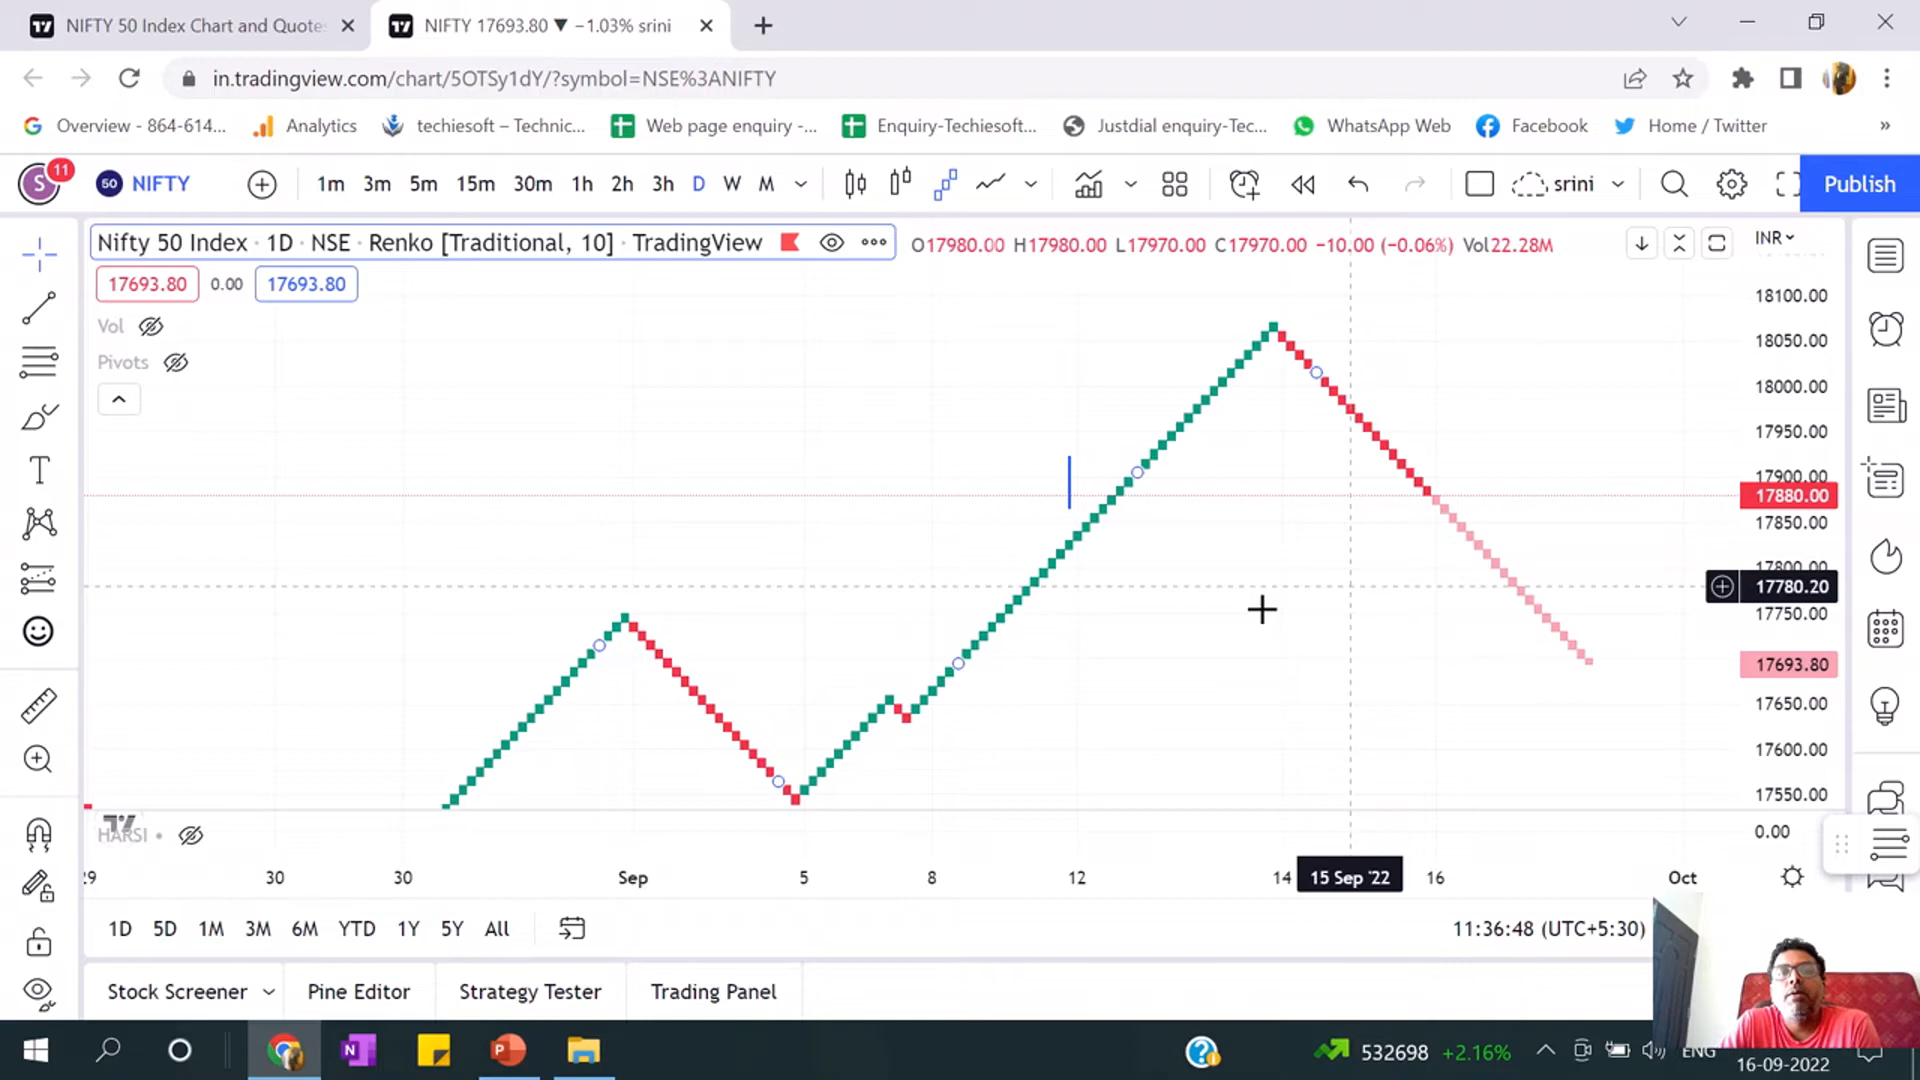 NIFTY 50 Index Chart and Quote
NIFTY 17693.80 ▼ −1.03% srini
in.tradingview.com/chart/5OTSy1dY/?symbol=NSE%3ANIFTY
Overview - 864-614... Analytics techiesoft – Technic... Web page enquiry -... Enquiry-Techiesoft... Justdial enquiry-Tec... WhatsApp Web Facebook Home / Twitter »
S 11 50 NIFTY 1m 3m 5m 15m 30m 1h 2h 3h D W M srini Publish
Nifty 50 Index · 1D · NSE · Renko [Traditional, 10] · TradingView O17980.00 H17980.00 L17970.00 C17970.00 −10.00 (−0.06%) Vol22.28M INR
17693.80 0.00 17693.80
Vol
Pivots
18100.00
18050.00
18000.00
17950.00
17900.00
17880.00
17850.00
17800.00
17780.20
17750.00
17693.80
17650.00
17600.00
17550.00
HARSI
0.00
29 30 30 Sep 5 8 12 14 15 Sep '22 16 Oct
1D 5D 1M 3M 6M YTD 1Y 5Y All 11:36:48 (UTC+5:30)
Stock Screener Pine Editor Strategy Tester Trading Panel
532698 +2.16% ENG
16-09-2022